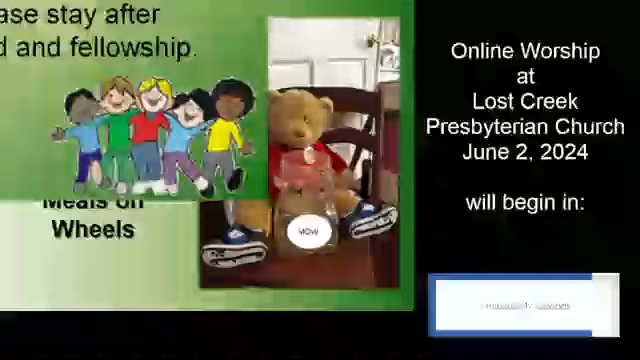 ase stay after
d and fellowship.
Meals on
Wheels
MOW
Online Worship
at
Lost Creek
Presbyterian Church
June 2, 2024
will begin in: